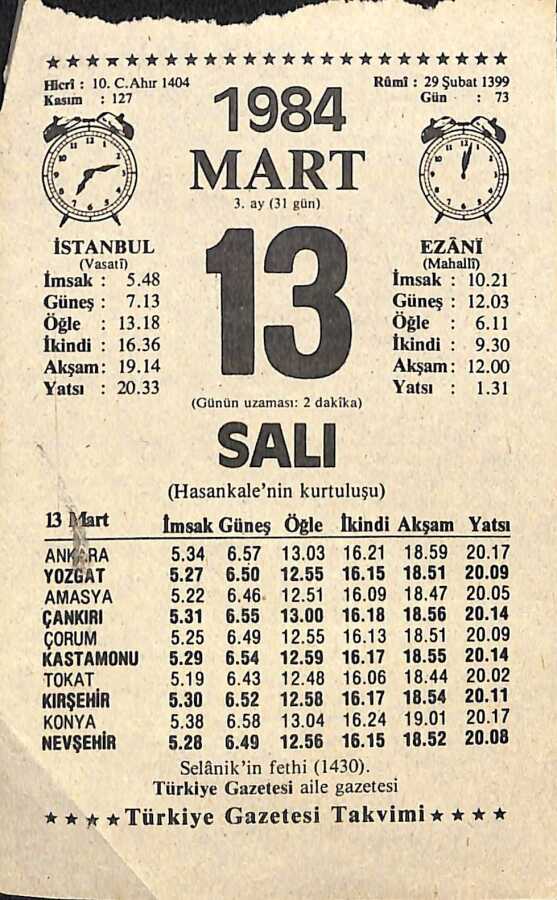 Hicrî : 10. C.Ahır 1404
Kasım : 127
Rûmî : 29 Şubat 1399
Gün : 73
1984
MART
3. ay (31 gün)
13
İSTANBUL
(Vasatî)
İmsak : 5.48
Güneş : 7.13
Öğle : 13.18
İkindi : 16.36
Akşam: 19.14
Yatsı : 20.33
EZÂNİ
(Mahallî)
İmsak : 10.21
Güneş : 12.03
Öğle : 6.11
İkindi : 9.30
Akşam : 12.00
Yatsı : 1.31
(Günün uzaması: 2 dakîka)
SALI
(Hasankale'nin kurtuluşu)
13 Mart İmsak Güneş Öğle İkindi Akşam Yatsı
ANKARA 5.34 6.57 13.03 16.21 18.59 20.17
YOZGAT 5.27 6.50 12.55 16.15 18.51 20.09
AMASYA 5.22 6.46 12.51 16.09 18.47 20.05
ÇANKIRI 5.31 6.55 13.00 16.18 18.56 20.14
ÇORUM 5.25 6.49 12.55 16.13 18.51 20.09
KASTAMONU 5.29 6.54 12.59 16.17 18.55 20.14
TOKAT 5.19 6.43 12.48 16.06 18.44 20.02
KIRŞEHİR 5.30 6.52 12.58 16.17 18.54 20.11
KONYA 5.38 6.58 13.04 16.24 19.01 20.17
NEVŞEHİR 5.28 6.49 12.56 16.15 18.52 20.08
Selânik'in fethi (1430).
Türkiye Gazetesi aile gazetesi
★★★★Türkiye Gazetesi Takvimi★★★★